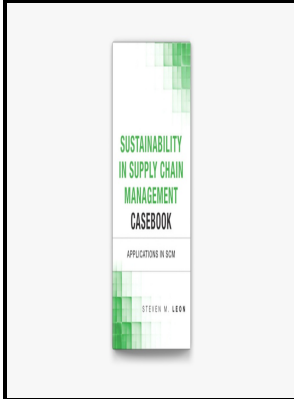 SUSTAINABILITY
IN SUPPLY CHAIN
MANAGEMENT
CASEBOOK
APPLICATIONS IN SCM
STEVEN M. LEON